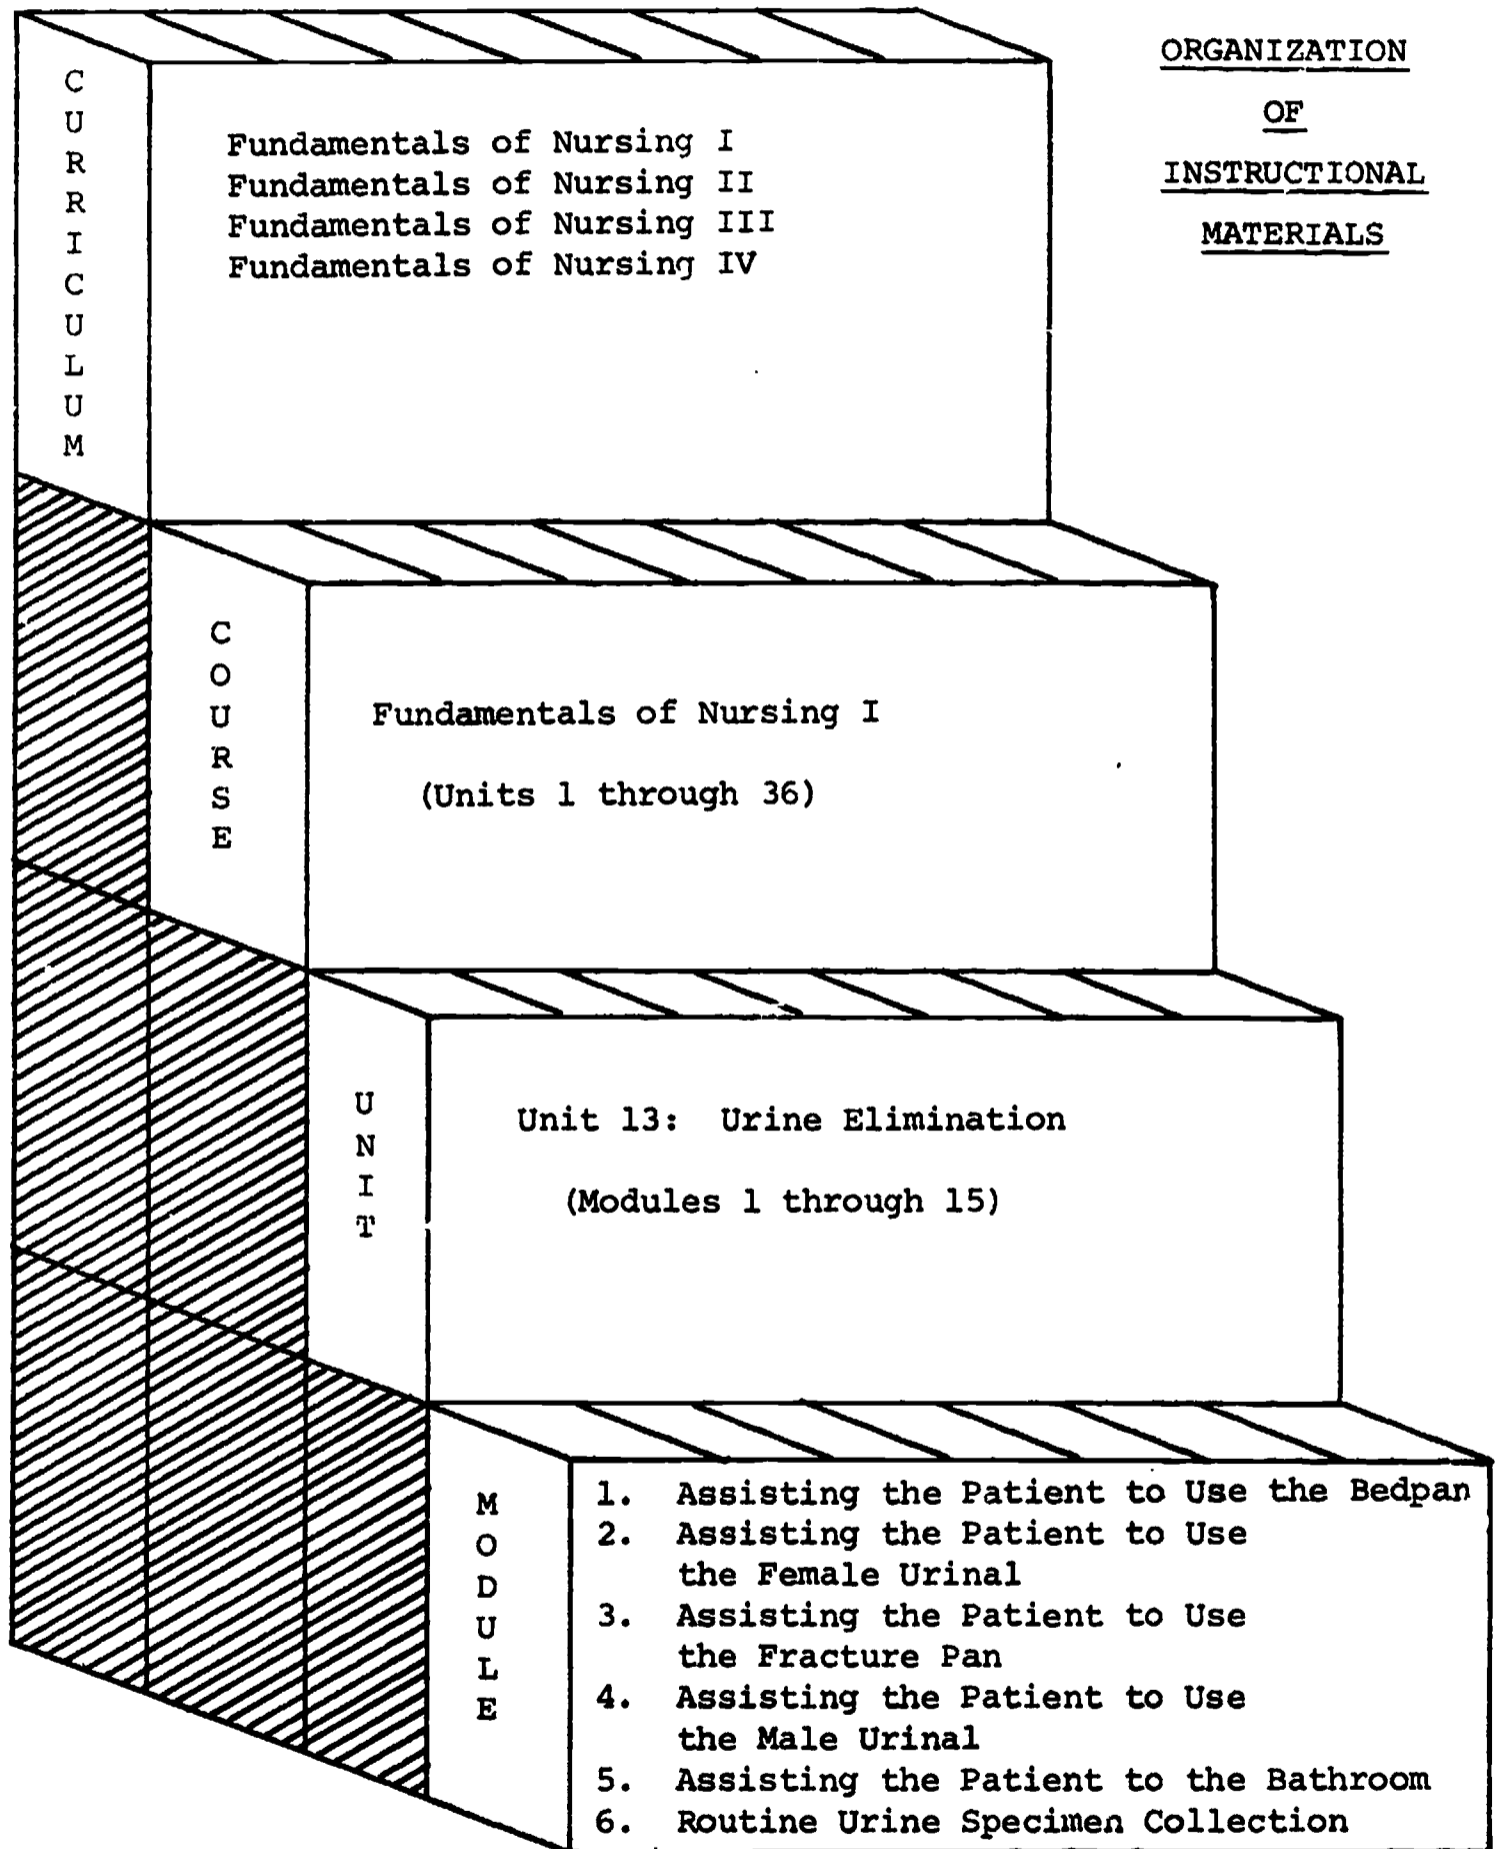 ORGANIZATION
OF
INSTRUCTIONAL
MATERIALS
CURRICULUM
Fundamentals of Nursing I
Fundamentals of Nursing II
Fundamentals of Nursing III
Fundamentals of Nursing IV
COURSE
Fundamentals of Nursing I
(Units 1 through 36)
UNIT
Unit 13: Urine Elimination
(Modules 1 through 15)
MODULE
1. Assisting the Patient to Use the Bedpan
2. Assisting the Patient to Use
the Female Urinal
3. Assisting the Patient to Use
the Fracture Pan
4. Assisting the Patient to Use
the Male Urinal
5. Assisting the Patient to the Bathroom
6. Routine Urine Specimen Collection